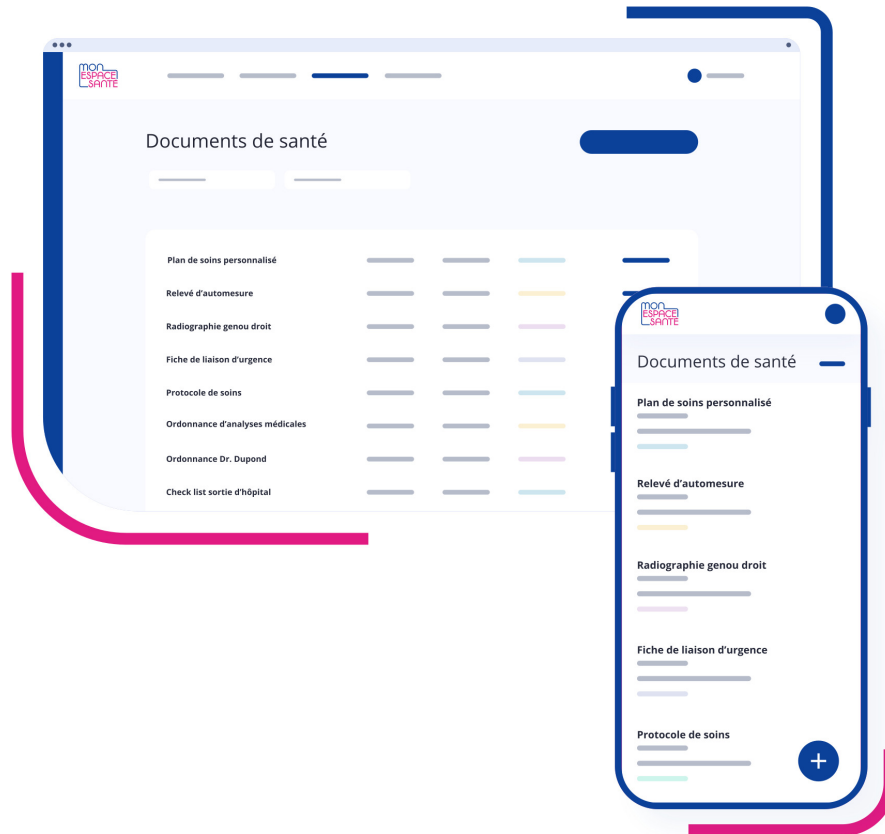 MON
ESPACE
SANTE
Documents de santé
Plan de soins personnalisé
Relevé d'automesure
Radiographie genou droit
Fiche de liaison d'urgence
Protocole de soins
Ordonnance d'analyses médicales
Ordonnance Dr. Dupond
Check list sortie d'hôpital
MON
ESPACE
SANTE
Documents de santé
Plan de soins personnalisé
Relevé d'automesure
Radiographie genou droit
Fiche de liaison d'urgence
Protocole de soins
+